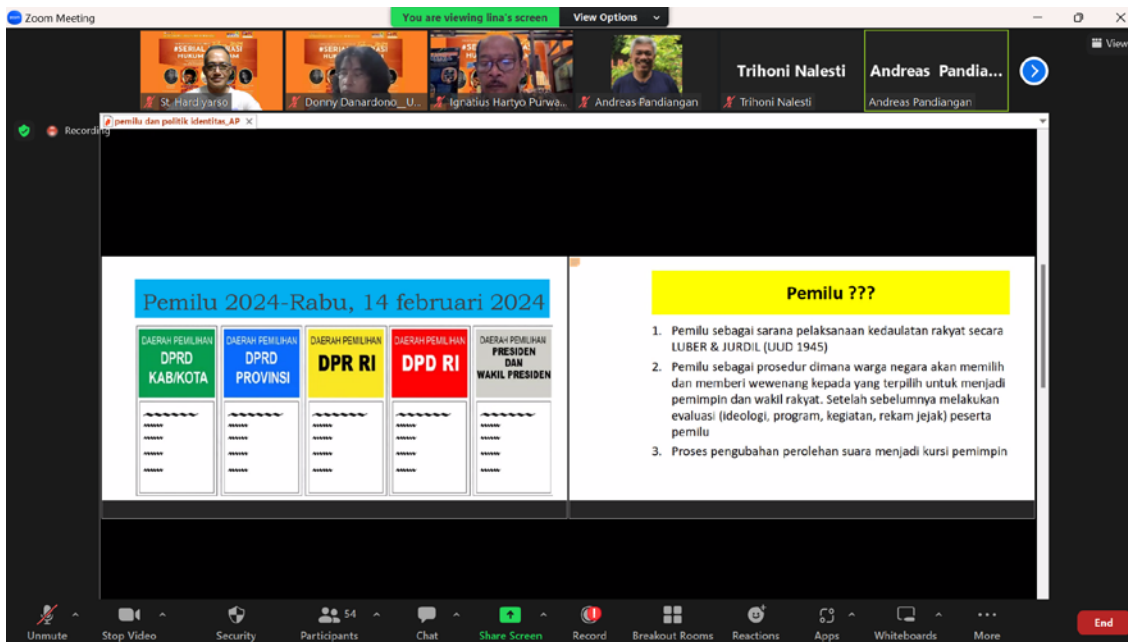 Zoom Meeting
You are viewing lina's screen
View Options
#SERIAL
St. Hardiyarso
Donny Danardono_U...
Ignatius Hartyo Purwa...
Andreas Pandiangan
Trihoni Nalesti
Trihoni Nalesti
Andreas Pandia...
Andreas Pandiangan
View
Recording
pemilu dan politik identitas_AP
Pemilu 2024-Rabu, 14 februari 2024
DAERAH PEMILIHAN
DPRD
KAB/KOTA
DAERAH PEMILIHAN
DPRD
PROVINSI
DAERAH PEMILIHAN
DPR RI
DAERAH PEMILIHAN
DPD RI
DAERAH PEMILIHAN
PRESIDEN
DAN
WAKIL PRESIDEN
Pemilu ???
1. Pemilu sebagai sarana pelaksanaan kedaulatan rakyat secara
LUBER & JURDIL (UUD 1945)
2. Pemilu sebagai prosedur dimana warga negara akan memilih
dan memberi wewenang kepada yang terpilih untuk menjadi
pemimpin dan wakil rakyat. Setelah sebelumnya melakukan
evaluasi (ideologi, program, kegiatan, rekam jejak) peserta
pemilu
3. Proses pengubahan perolehan suara menjadi kursi pemimpin
Unmute
Stop Video
Security
54
Participants
Chat
Share Screen
Record
Breakout Rooms
Reactions
Apps
Whiteboards
More
End